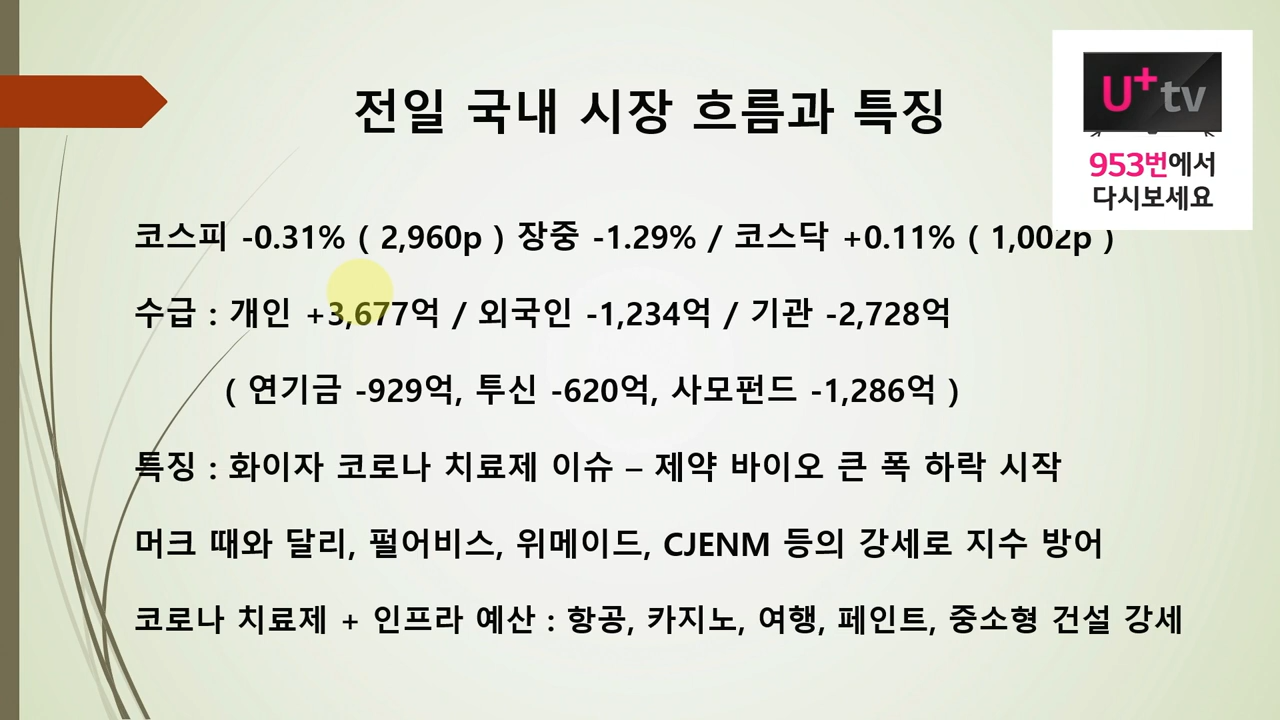 전일 국내 시장 흐름과 특징
U+tv
953번에서
다시보세요
코스피 -0.31% ( 2,960p ) 장중 -1.29% / 코스닥 +0.11% ( 1,002p )
수급 : 개인 +3,677억 / 외국인 -1,234억 / 기관 -2,728억
( 연기금 -929억, 투신 -620억, 사모펀드 -1,286억 )
특징 : 화이자 코로나 치료제 이슈 – 제약 바이오 큰 폭 하락 시작
머크 때와 달리, 펄어비스, 위메이드, CJENM 등의 강세로 지수 방어
코로나 치료제 + 인프라 예산 : 항공, 카지노, 여행, 페인트, 중소형 건설 강세